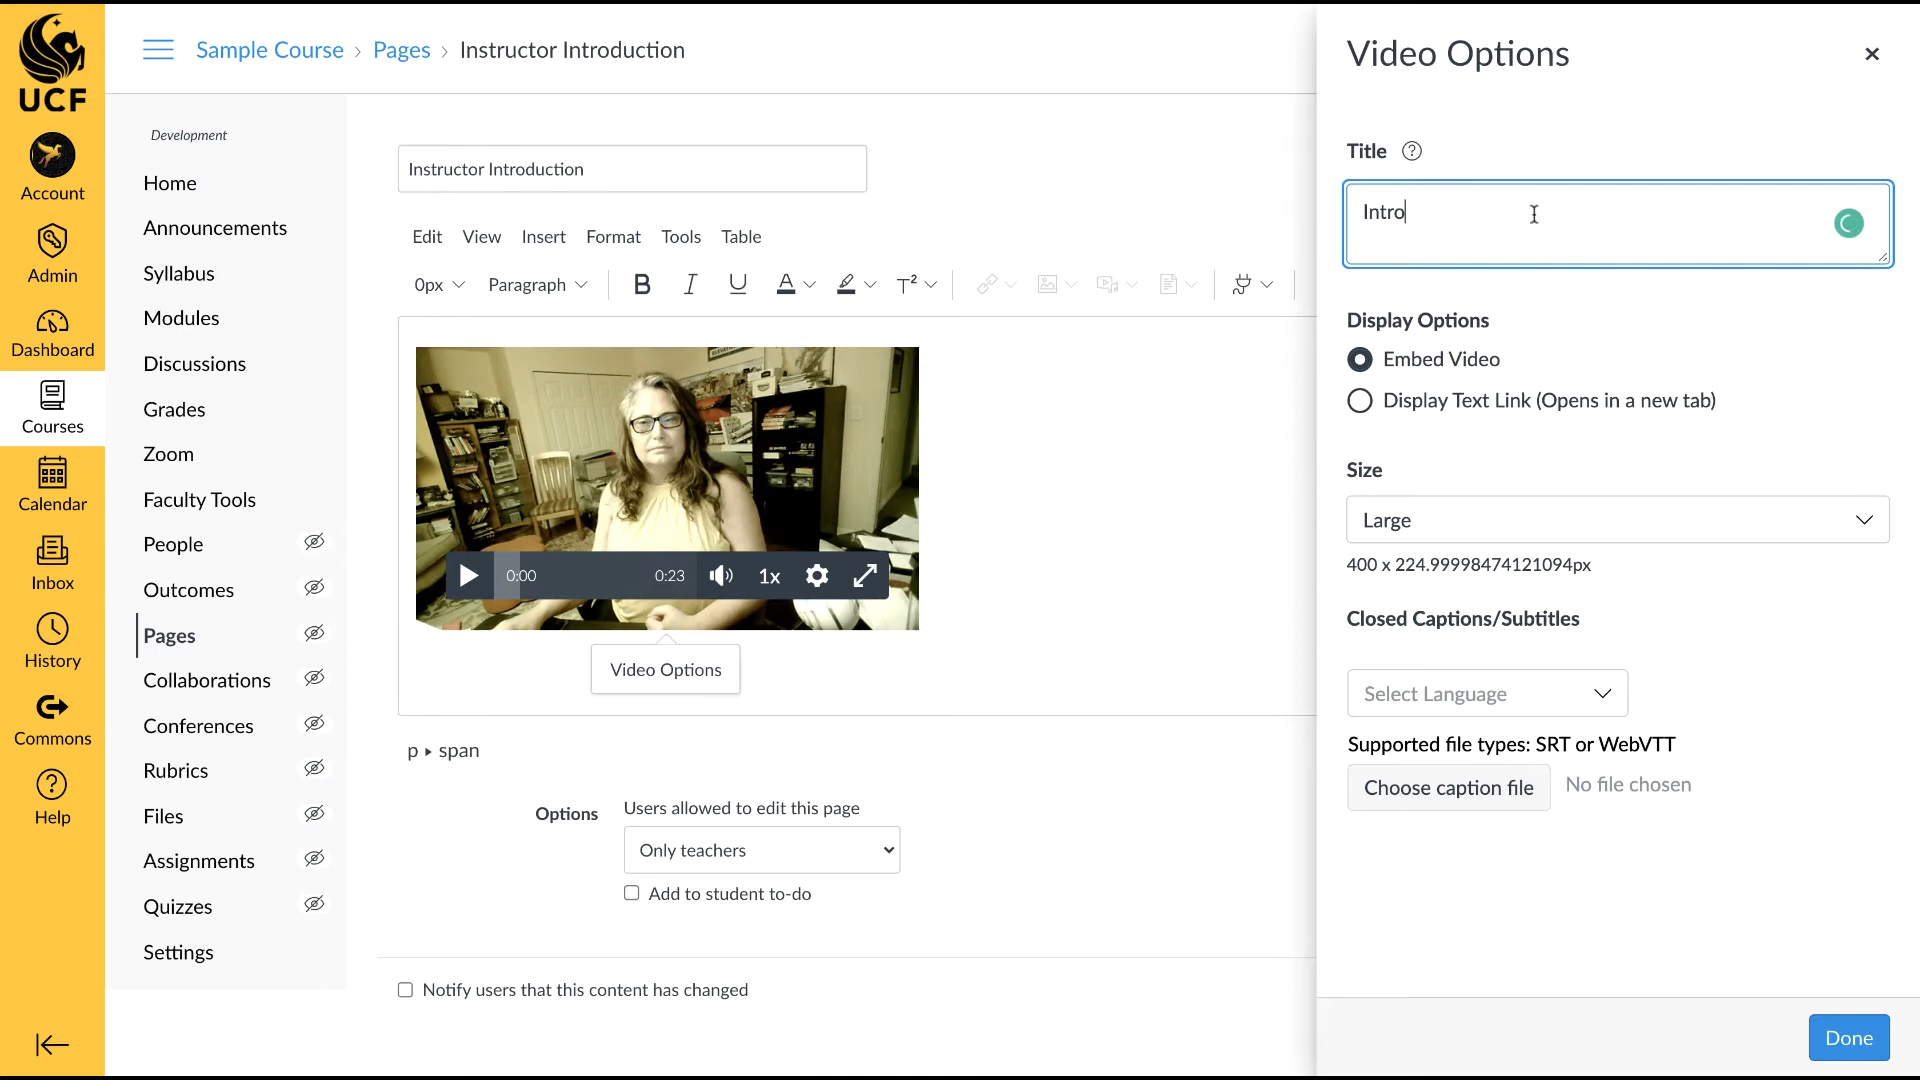 UCF
Account
Admin
Dashboard
Courses
Calendar
Inbox
History
Commons
Help
Sample Course › Pages › Instructor Introduction
Development
Home
Announcements
Syllabus
Modules
Discussions
Grades
Zoom
Faculty Tools
People
Outcomes
Pages
Collaborations
Conferences
Rubrics
Files
Assignments
Quizzes
Settings
Instructor Introduction
Edit View Insert Format Tools Table
0px Paragraph B I U A T²
0:00 0:23 1x
Video Options
p ▸ span
Options
Users allowed to edit this page
Only teachers
Add to student to-do
Notify users that this content has changed
Video Options
Title
Intro
Display Options
Embed Video
Display Text Link (Opens in a new tab)
Size
Large
400 x 224.99998474121094px
Closed Captions/Subtitles
Select Language
Supported file types: SRT or WebVTT
Choose caption file No file chosen
Done